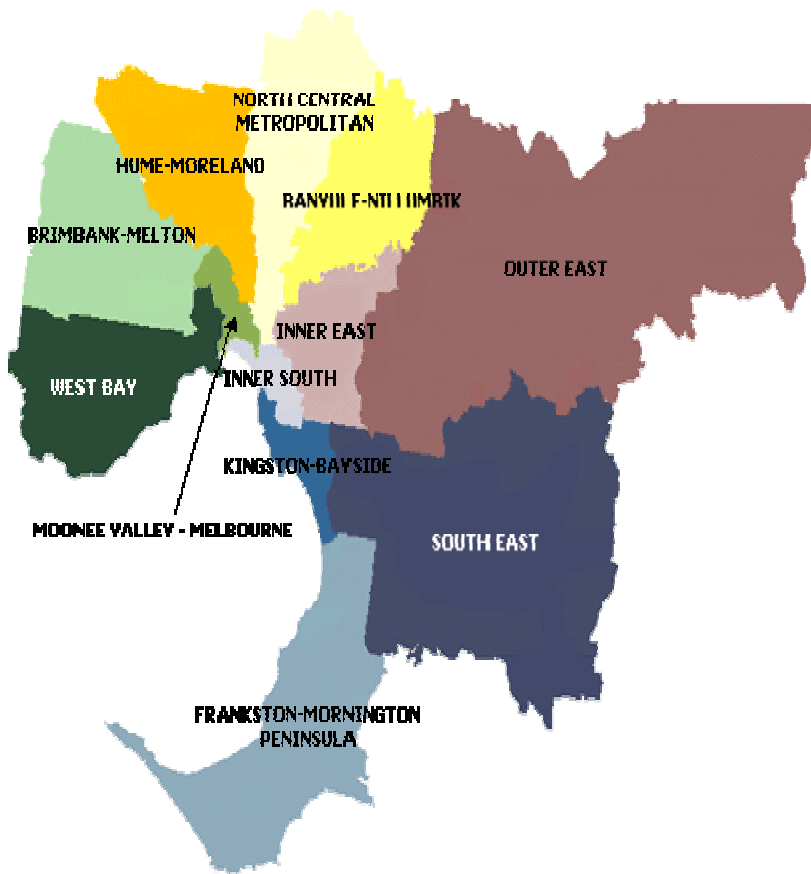 NORTH CENTRAL
METROPOLITAN
HUME-MORELAND
BRIMBANK-MELTON
OUTER EAST
INNER EAST
INNER SOUTH
WEST BAY
KINGSTON-BAYSIDE
MOONEE VALLEY - MELBOURNE
SOUTH EAST
FRANKSTON-MORNINGTON
PENINSULA